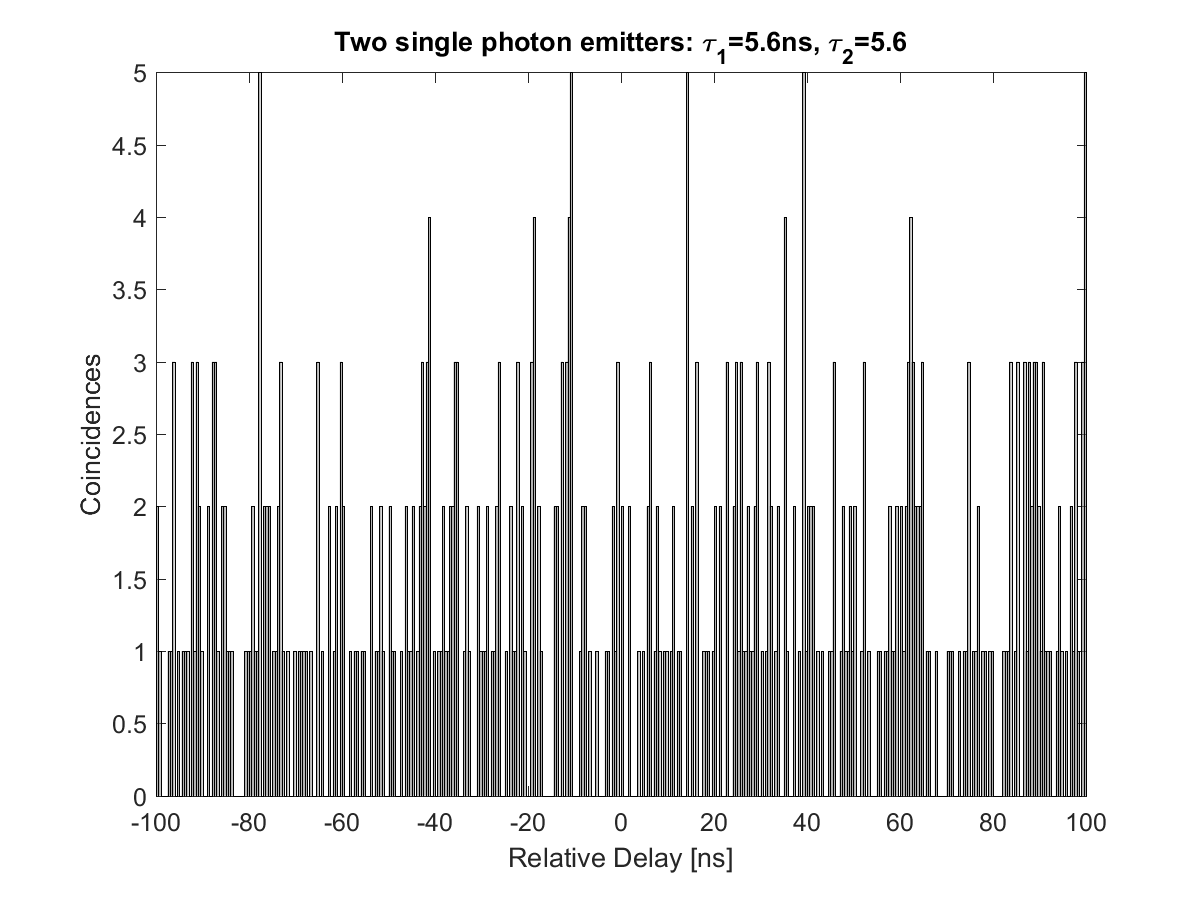 Two single photon emitters: τ1=5.6ns, τ2=5.6
5
4.5
4
3.5
3
2.5
2
1.5
1
0.5
0
Coincidences
-100 -80 -60 -40 -20 0 20 40 60 80 100
Relative Delay [ns]